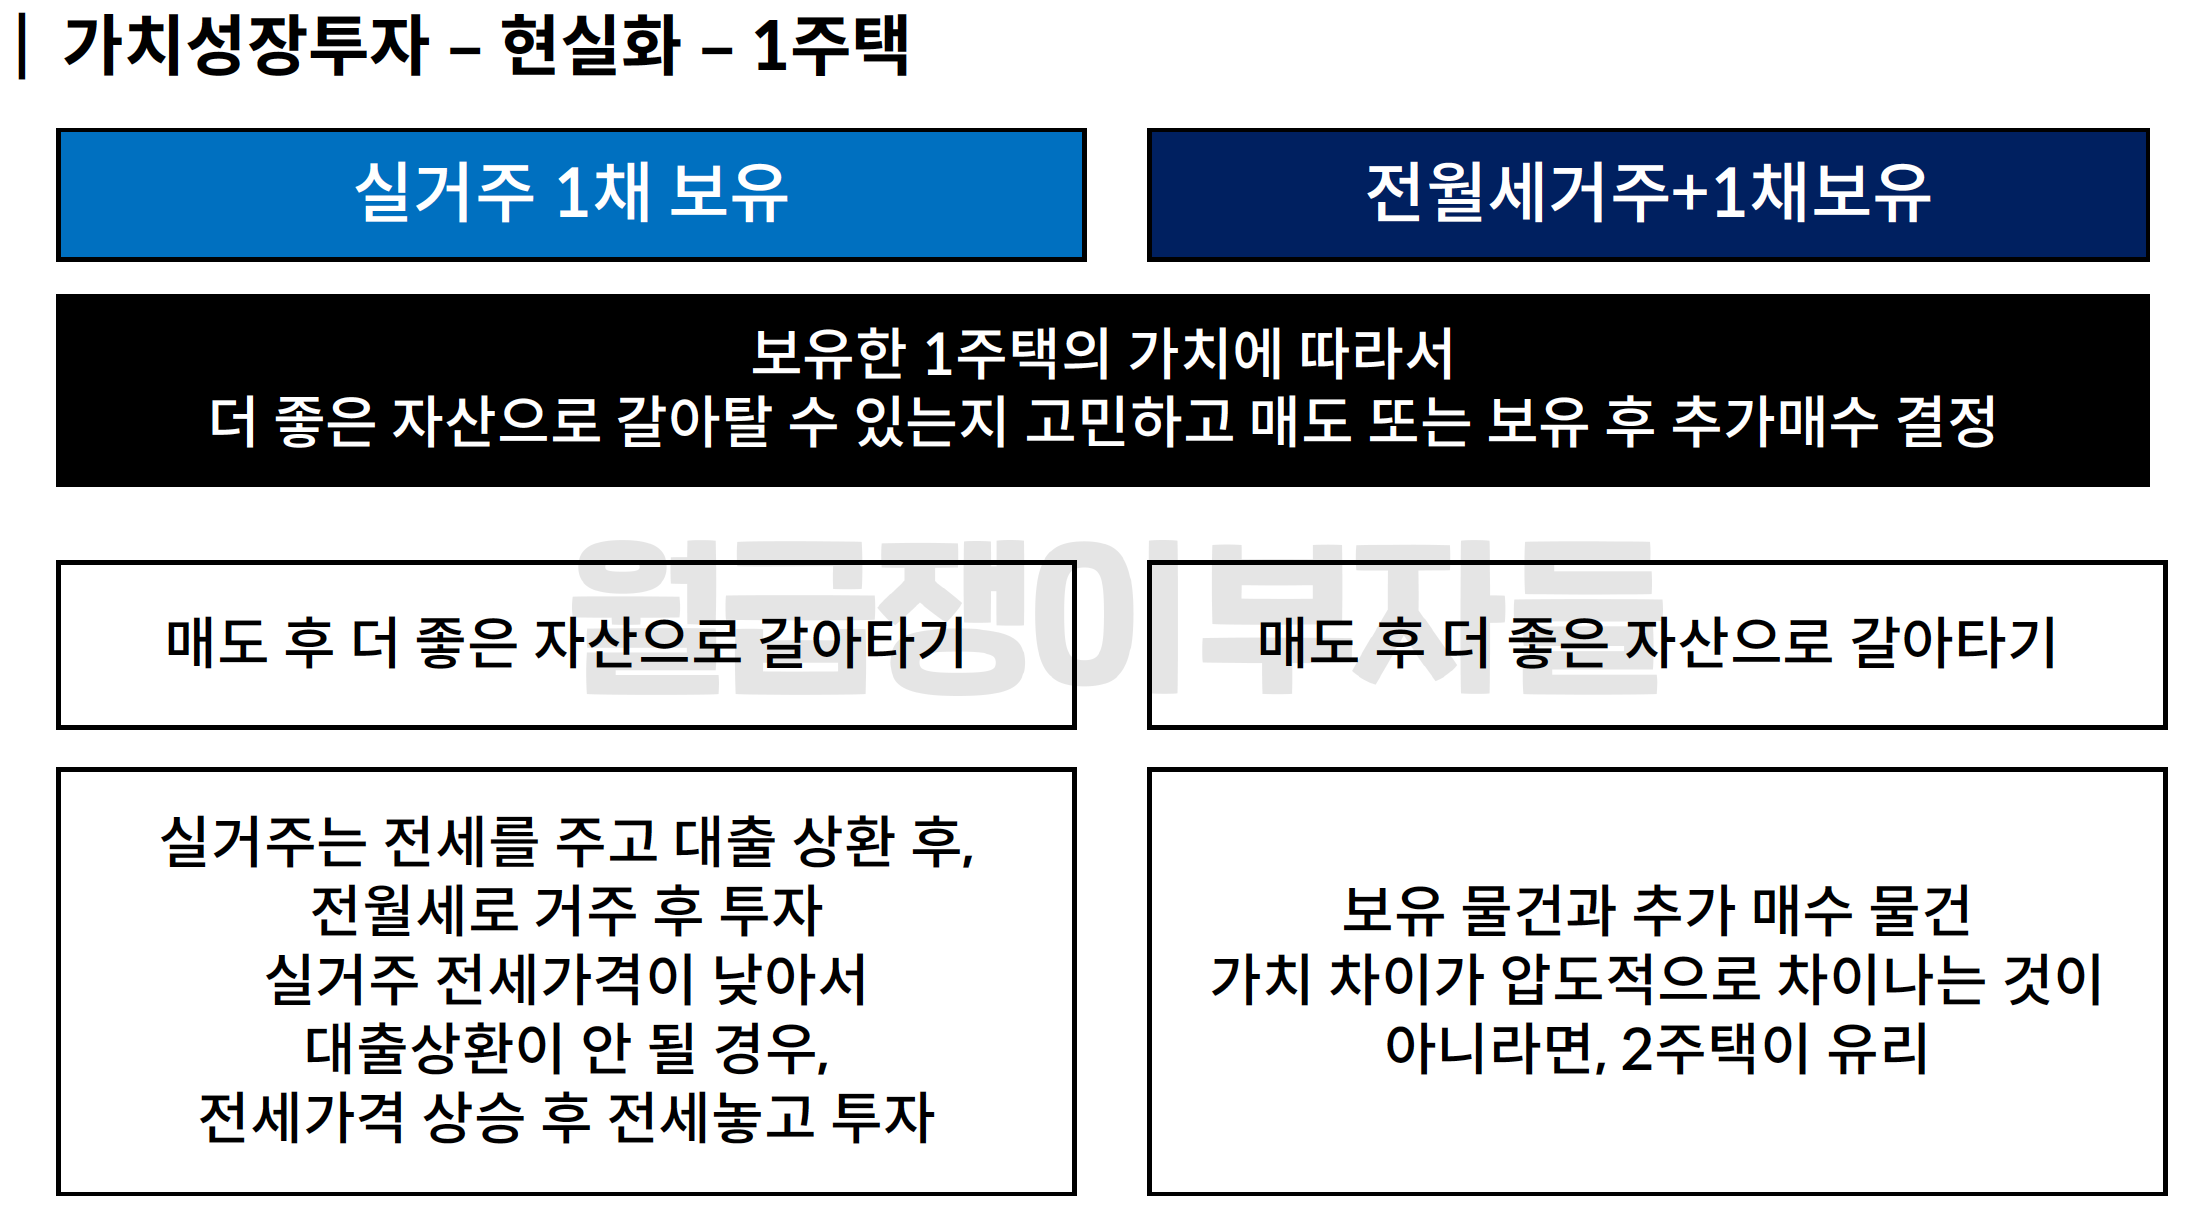 | 가치성장투자 – 현실화 – 1주택
실거주 1채 보유
전월세거주+1채보유
보유한 1주택의 가치에 따라서
더 좋은 자산으로 갈아탈 수 있는지 고민하고 매도 또는 보유 후 추가매수 결정
월급쟁이부자들
매도 후 더 좋은 자산으로 갈아타기
매도 후 더 좋은 자산으로 갈아타기
실거주는 전세를 주고 대출 상환 후,
전월세로 거주 후 투자
실거주 전세가격이 낮아서
대출상환이 안 될 경우,
전세가격 상승 후 전세놓고 투자
보유 물건과 추가 매수 물건
가치 차이가 압도적으로 차이나는 것이
아니라면, 2주택이 유리